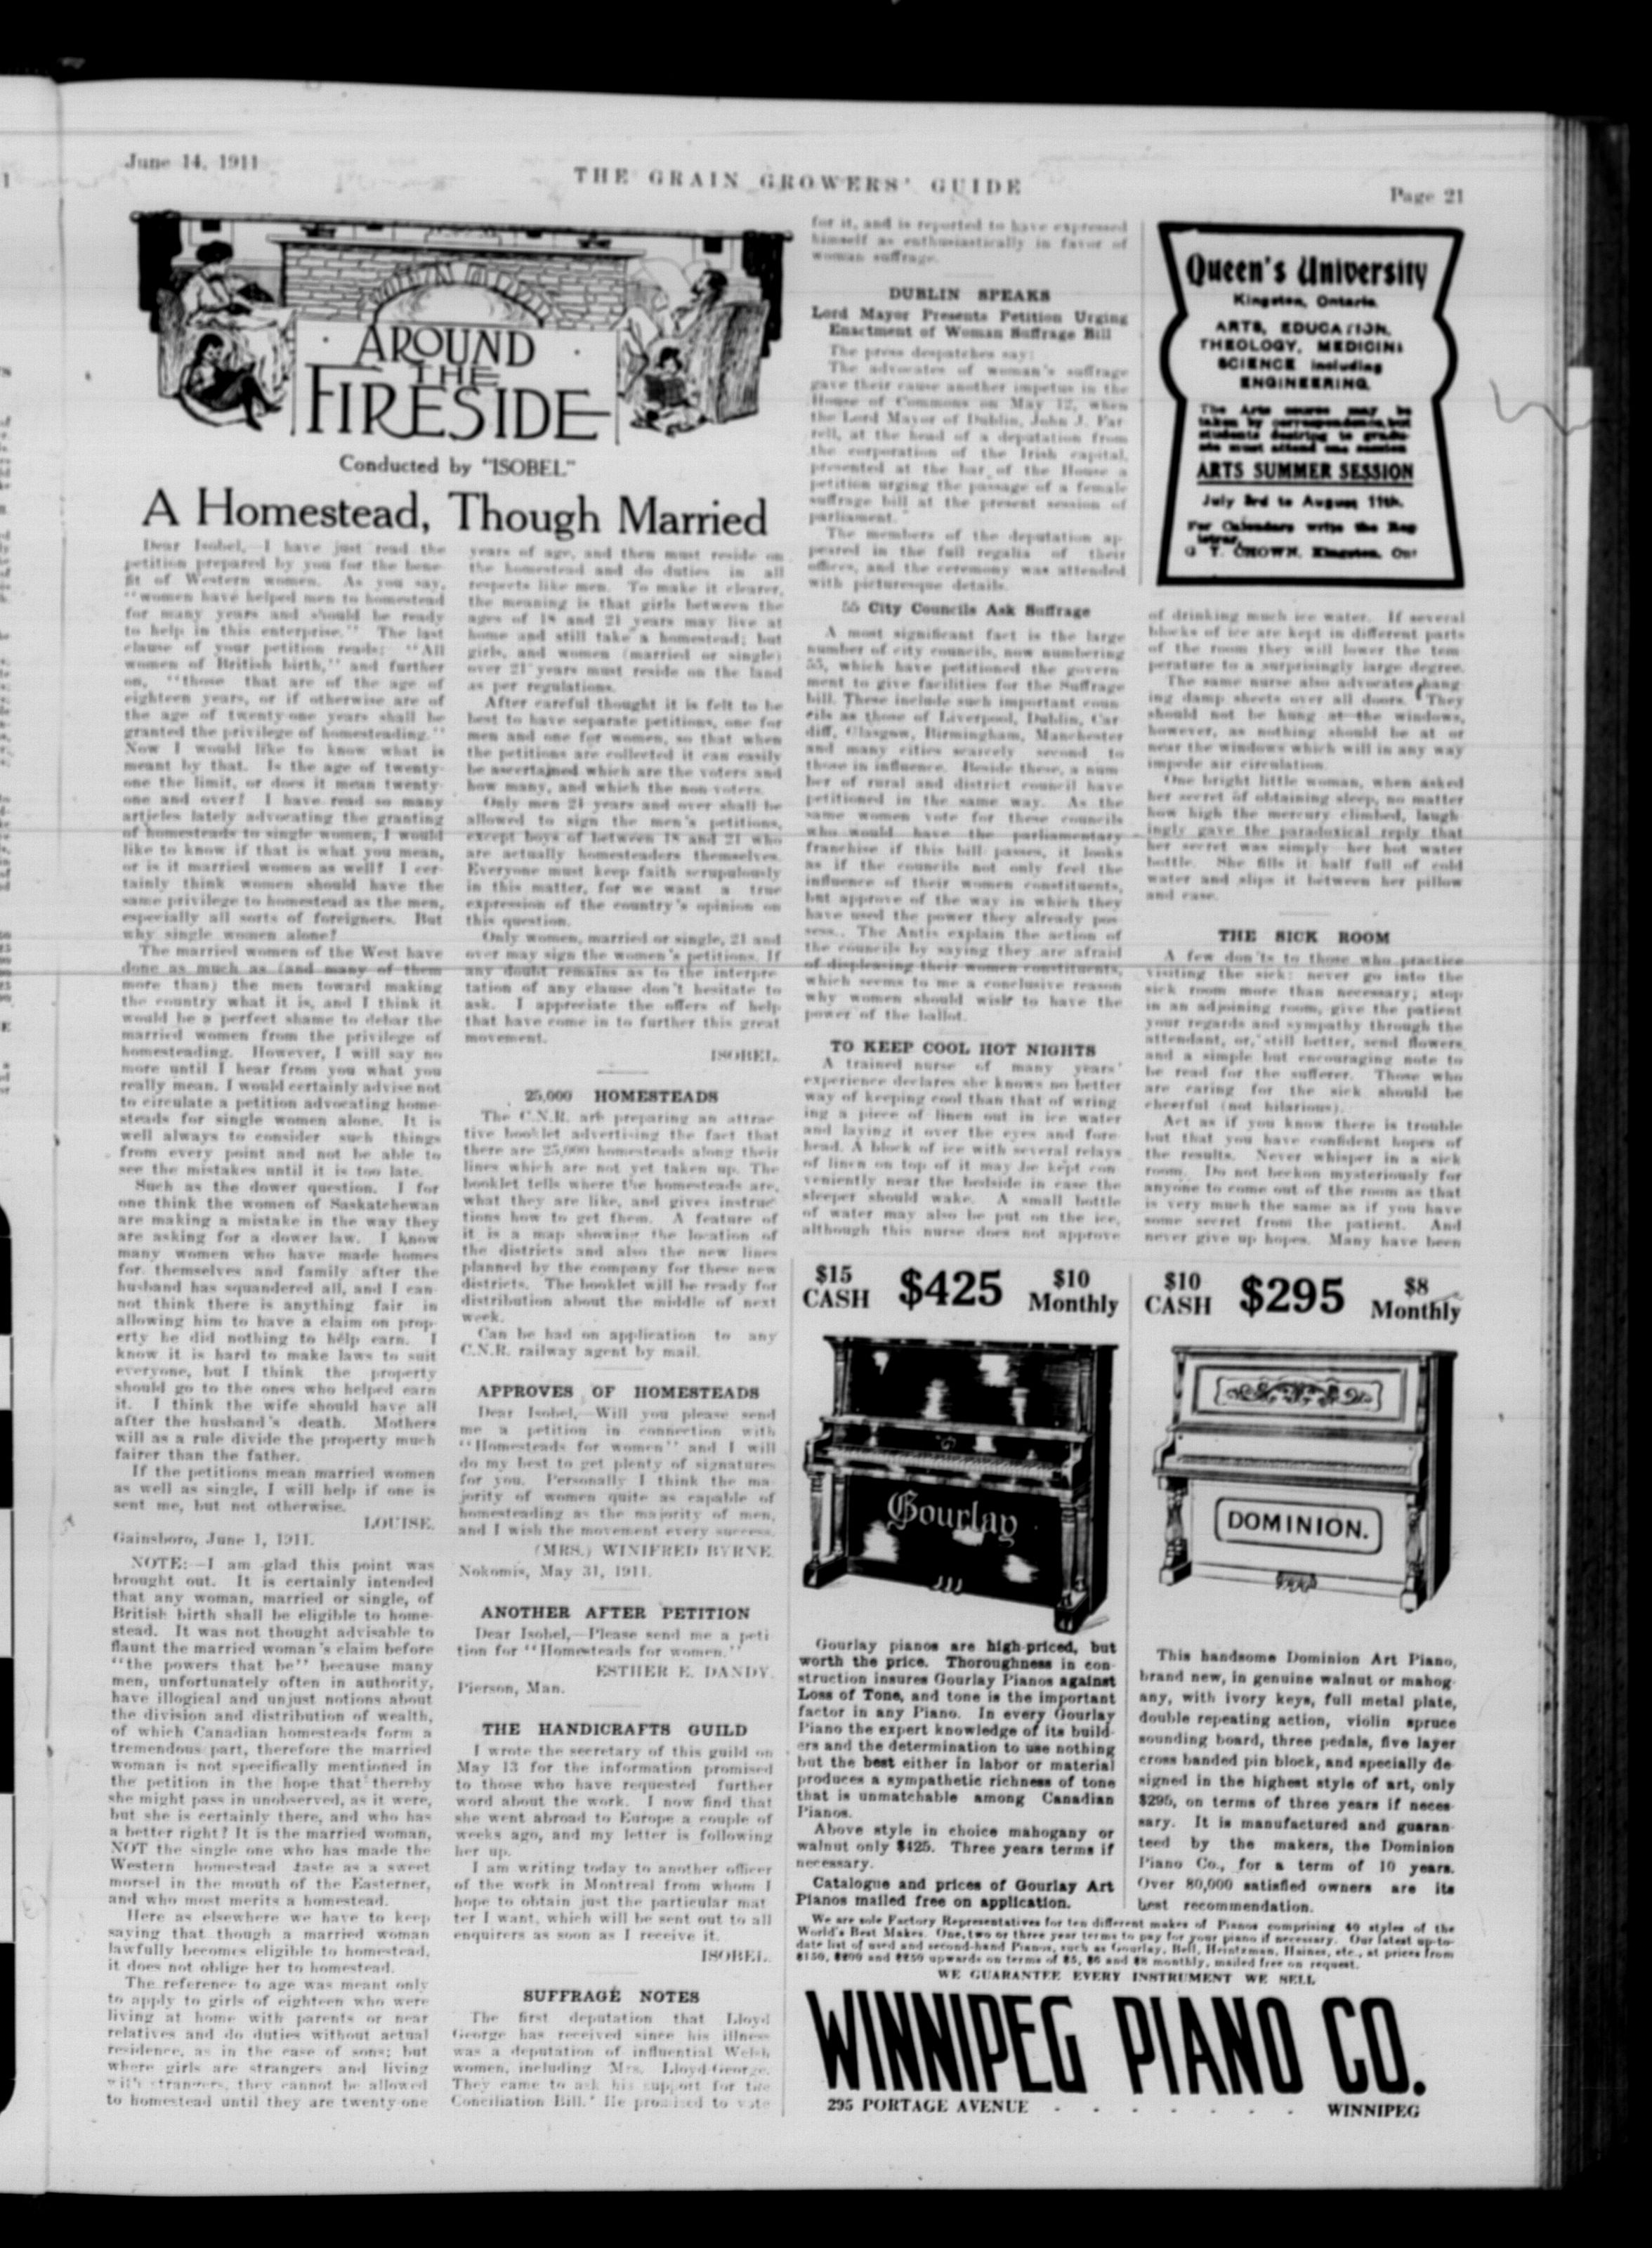 June 14, 1911
THE GRAIN GROWERS' GUIDE
Page 21
AROUND
THE
FIRESIDE
Conducted by "ISOBEL"
A Homestead, Though Married
Dear Isobel,—I have just read the
petition prepared by you for the bene-
fit of Western women. As you say,
"women have helped men to homestead
for many years and should be ready
to help in this enterprise." The last
clause of your petition reads: "All
women of British birth," and further
on, "those that are of the age of
eighteen years, or if otherwise are of
the age of twenty-one years shall be
granted the privilege of homesteading."
Now I would like to know what is
meant by that. Is the age of twenty-
one the limit, or does it mean twenty-
one and over? I have read so many
articles lately advocating the granting
of homesteads to single women, I would
like to know if that is what you mean,
or is it married women as well? I cer-
tainly think women should have the
same privilege to homestead as the men,
especially all sorts of foreigners. But
why single women alone?
The married women of the West have
done as much as (and many of them
more than) the men toward making
the country what it is, and I think it
would be a perfect shame to debar the
married women from the privilege of
homesteading. However, I will say no
more until I hear from you what you
really mean. I would certainly advise not
to circulate a petition advocating home-
steads for single women alone. It is
well always to consider such things
from every point and not be able to
see the mistakes until it is too late.
Such as the dower question. I for
one think the women of Saskatchewan
are making a mistake in the way they
are asking for a dower law. I know
many women who have made homes
for themselves and family after the
husband has squandered all, and I can-
not think there is anything fair in
allowing him to have a claim on prop-
erty he did nothing to help earn. I
know it is hard to make laws to suit
everyone, but I think the property
should go to the ones who helped earn
it. I think the wife should have all
after the husband's death. Mothers
will as a rule divide the property much
fairer than the father.
If the petitions mean married women
as well as single, I will help if one is
sent me, but not otherwise.
LOUISE.
Gainsboro, June 1, 1911.
NOTE:—I am glad this point was
brought out. It is certainly intended
that any woman, married or single, of
British birth shall be eligible to home-
stead. It was not thought advisable to
flaunt the married woman's claim before
"the powers that be" because many
men, unfortunately often in authority,
have illogical and unjust notions about
the division and distribution of wealth,
of which Canadian homesteads form a
tremendous part, therefore the married
woman is not specifically mentioned in
the petition in the hope that thereby
she might pass in unobserved, as it were,
but she is certainly there, and who has
a better right? It is the married woman,
NOT the single one who has made the
Western homestead taste as a sweet
morsel in the mouth of the Easterner,
and who most merits a homestead.
Here as elsewhere we have to keep
saying that though a married woman
lawfully becomes eligible to homestead,
it does not oblige her to homestead.
The reference to age was meant only
to apply to girls of eighteen who were
living at home with parents or near
relatives and do duties without actual
residence, as in the case of sons; but
where girls are strangers and living
with strangers, they cannot be allowed
to homestead until they are twenty-one
years of age, and then must reside on
the homestead and do duties in all
respects like men. To make it clearer,
the meaning is that girls between the
ages of 18 and 21 years may live at
home and still take a homestead; but
girls, and women (married or single)
over 21 years must reside on the land
as per regulations.
After careful thought it is felt to be
best to have separate petitions, one for
men and one for women, so that when
the petitions are collected it can easily
be ascertained which are the voters and
how many, and which the non-voters.
Only men 21 years and over shall be
allowed to sign the men's petitions,
except boys of between 18 and 21 who
are actually homesteaders themselves.
Everyone must keep faith scrupulously
in this matter, for we want a true
expression of the country's opinion on
this question.
Only women, married or single, 21 and
over may sign the women's petitions. If
any doubt remains as to the interpre-
tation of any clause don't hesitate to
ask. I appreciate the offers of help
that have come in to further this great
movement.
ISOBEL.
25,000 HOMESTEADS
The C.N.R. are preparing an attrac-
tive booklet advertising the fact that
there are 25,000 homesteads along their
lines which are not yet taken up. The
booklet tells where the homesteads are,
what they are like, and gives instruc-
tions how to get them. A feature of
it is a map showing the location of
the districts and also the new lines
planned by the company for these new
districts. The booklet will be ready for
distribution about the middle of next
week.
Can be had on application to any
C.N.R. railway agent by mail.
APPROVES OF HOMESTEADS
Dear Isobel,—Will you please send
me a petition in connection with
"Homesteads for women" and I will
do my best to get plenty of signatures
for you. Personally I think the ma-
jority of women quite as capable of
homesteading as the majority of men,
and I wish the movement every success.
(MRS.) WINIFRED BYRNE.
Nokomis, May 31, 1911.
ANOTHER AFTER PETITION
Dear Isobel,—Please send me a peti-
tion for "Homesteads for women."
ESTHER E. DANDY.
Pierson, Man.
THE HANDICRAFTS GUILD
I wrote the secretary of this guild on
May 13 for the information promised
to those who have requested further
word about the work. I now find that
she went abroad to Europe a couple of
weeks ago, and my letter is following
her up.
I am writing today to another officer
of the work in Montreal from whom I
hope to obtain just the particular mat-
ter I want, which will be sent out to all
enquirers as soon as I receive it.
ISOBEL.
SUFFRAGE NOTES
The first deputation that Lloyd
George has received since his illness
was a deputation of influential Welsh
women, including Mrs. Lloyd-George.
They came to ask his support for the
Conciliation Bill. He promised to vote
for it, and is reported to have expressed
himself as enthusiastically in favor of
woman suffrage.
DUBLIN SPEAKS
Lord Mayor Presents Petition Urging
Enactment of Woman Suffrage Bill
The press despatches say:
The advocates of woman's suffrage
gave their cause another impetus in the
House of Commons on May 12, when
the Lord Mayor of Dublin, John J. Far-
rell, at the head of a deputation from
the corporation of the Irish capital,
presented at the bar of the House a
petition urging the passage of a female
suffrage bill at the present session of
parliament.
The members of the deputation ap-
peared in the full regalia of their
offices, and the ceremony was attended
with picturesque details.
55 City Councils Ask Suffrage
A most significant fact is the large
number of city councils, now numbering
55, which have petitioned the govern-
ment to give facilities for the Suffrage
bill. These include such important coun-
cils as those of Liverpool, Dublin, Car-
diff, Glasgow, Birmingham, Manchester
and many cities scarcely second to
those in influence. Beside these, a num-
ber of rural and district council have
petitioned in the same way. As the
same women vote for these councils
who would have the parliamentary
franchise if this bill passes, it looks
as if the councils not only feel the
influence of their women constituents,
but approve of the way in which they
have used the power they already pos-
sess. The Antis explain the action of
the councils by saying they are afraid
of displeasing their women constituents,
which seems to me a conclusive reason
why women should wish to have the
power of the ballot.
TO KEEP COOL HOT NIGHTS
A trained nurse of many years'
experience declares she knows no better
way of keeping cool than that of wring-
ing a piece of linen out in ice water
and laying it over the eyes and fore-
head. A block of ice with several relays
of linen on top of it may be kept con-
veniently near the bedside in case the
sleeper should wake. A small bottle
of water may also be put on the ice,
although this nurse does not approve
Queen's University
Kingston, Ontario
ARTS, EDUCATION,
THEOLOGY, MEDICINE
SCIENCE including
ENGINEERING.
The Arts course may be
taken by correspondence, but
students desiring to gradu-
ate must attend one session
ARTS SUMMER SESSION
July 3rd to August 11th.
For Calendars write the Reg-
istrar,
G. Y. CHOWN, Kingston, Ont
of drinking much ice water. If several
blocks of ice are kept in different parts
of the room they will lower the tem-
perature to a surprisingly large degree.
The same nurse also advocates hang-
ing damp sheets over all doors. They
should not be hung at the windows,
however, as nothing should be at or
near the windows which will in any way
impede air circulation.
One bright little woman, when asked
her secret of obtaining sleep, no matter
how high the mercury climbed, laugh-
ingly gave the paradoxical reply that
her secret was simply her hot water
bottle. She fills it half full of cold
water and slips it between her pillow
and case.
THE SICK ROOM
A few don'ts to those who practice
visiting the sick: never go into the
sick room more than necessary; stop
in an adjoining room, give the patient
your regards and sympathy through the
attendant, or, still better, send flowers
and a simple but encouraging note to
be read for the sufferer. Those who
are caring for the sick should be
cheerful (not hilarious).
Act as if you know there is trouble
but that you have confident hopes of
the results. Never whisper in a sick
room. Do not beckon mysteriously for
anyone to come out of the room as that
is very much the same as if you have
some secret from the patient. And
never give up hopes. Many have been
$15
CASH
$425
$10
Monthly
Gourlay
Gourlay pianos are high-priced, but
worth the price. Thoroughness in con-
struction insures Gourlay Pianos against
Loss of Tone, and tone is the important
factor in any Piano. In every Gourlay
Piano the expert knowledge of its build-
ers and the determination to use nothing
but the best either in labor or material
produces a sympathetic richness of tone
that is unmatchable among Canadian
Pianos.
Above style in choice mahogany or
walnut only $425. Three years terms if
necessary.
Catalogue and prices of Gourlay Art
Pianos mailed free on application.
$10
CASH
$295
$8
Monthly
DOMINION.
This handsome Dominion Art Piano,
brand new, in genuine walnut or mahog-
any, with ivory keys, full metal plate,
double repeating action, violin spruce
sounding board, three pedals, five layer
cross banded pin block, and specially de-
signed in the highest style of art, only
$295, on terms of three years if neces-
sary. It is manufactured and guaran-
teed by the makers, the Dominion
Piano Co., for a term of 10 years.
Over 80,000 satisfied owners are its
best recommendation.
We are sole Factory Representatives for ten different makes of Pianos comprising 40 styles of the
World's Best Makes. One, two or three year terms to pay for your piano if necessary. Our latest up-to-
date list of used and second-hand Pianos, such as Gourlay, Bell, Heintzman, Haines, etc., at prices from
$150, $200 and $250 upwards on terms of $5, $6 and $8 monthly, mailed free on request.
WE GUARANTEE EVERY INSTRUMENT WE SELL
WINNIPEG PIANO CO.
295 PORTAGE AVENUE - - - - - - - WINNIPEG